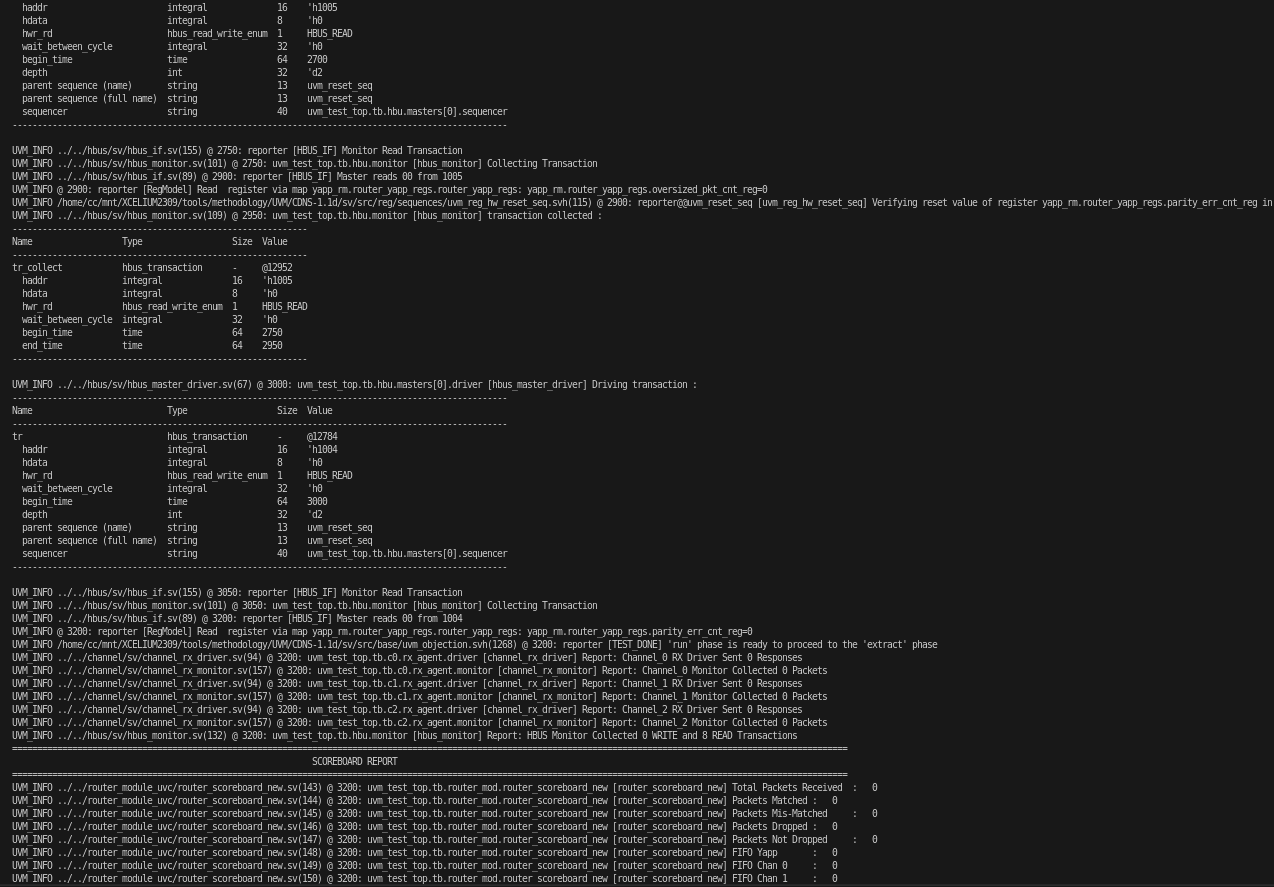 haddr                        integral              16    'h1005
hdata                        integral              8     'h0
hwr_rd                       hbus_read_write_enum  1     HBUS_READ
wait_between_cycle           integral              32    'h0
begin_time                   time                  64    2700
depth                        int                   32    'd2
parent sequence (name)       string                13    uvm_reset_seq
parent sequence (full name)  string                13    uvm_reset_seq
sequencer                    string                40    uvm_test_top.tb.hbu.masters[0].sequencer
---------------------------------------------------------------------------------------------------
UVM_INFO ../../hbus/sv/hbus_if.sv(155) @ 2750: reporter [HBUS_IF] Monitor Read Transaction
UVM_INFO ../../hbus/sv/hbus_monitor.sv(101) @ 2750: uvm_test_top.tb.hbu.monitor [hbus_monitor] Collecting Transaction
UVM_INFO ../../hbus/sv/hbus_if.sv(89) @ 2900: reporter [HBUS_IF] Master reads 00 from 1005
UVM_INFO @ 2900: reporter [RegModel] Read  register via map yapp_rm.router_yapp_regs.router_yapp_regs: yapp_rm.router_yapp_regs.oversized_pkt_cnt_reg=0
UVM_INFO /home/cc/mnt/XCELIUM2309/tools/methodology/UVM/CDNS-1.1d/sv/src/reg/sequences/uvm_reg_hw_reset_seq.svh(115) @ 2900: reporter@@uvm_reset_seq [uvm_reg_hw_reset_seq] Verifying reset value of register yapp_rm.router_yapp_regs.parity_err_cnt_reg in
UVM_INFO ../../hbus/sv/hbus_monitor.sv(109) @ 2950: uvm_test_top.tb.hbu.monitor [hbus_monitor] transaction collected :
-----------------------------------------------------------
Name                  Type                  Size  Value
-----------------------------------------------------------
tr_collect            hbus_transaction      -     @12952
haddr               integral              16    'h1005
hdata               integral              8     'h0
hwr_rd              hbus_read_write_enum  1     HBUS_READ
wait_between_cycle  integral              32    'h0
begin_time          time                  64    2750
end_time            time                  64    2950
-----------------------------------------------------------
UVM_INFO ../../hbus/sv/hbus_master_driver.sv(67) @ 3000: uvm_test_top.tb.hbu.masters[0].driver [hbus_master_driver] Driving transaction :
---------------------------------------------------------------------------------------------------
Name                           Type                  Size  Value
---------------------------------------------------------------------------------------------------
tr                             hbus_transaction      -     @12784
haddr                        integral              16    'h1004
hdata                        integral              8     'h0
hwr_rd                       hbus_read_write_enum  1     HBUS_READ
wait_between_cycle           integral              32    'h0
begin_time                   time                  64    3000
depth                        int                   32    'd2
parent sequence (name)       string                13    uvm_reset_seq
parent sequence (full name)  string                13    uvm_reset_seq
sequencer                    string                40    uvm_test_top.tb.hbu.masters[0].sequencer
---------------------------------------------------------------------------------------------------
UVM_INFO ../../hbus/sv/hbus_if.sv(155) @ 3050: reporter [HBUS_IF] Monitor Read Transaction
UVM_INFO ../../hbus/sv/hbus_monitor.sv(101) @ 3050: uvm_test_top.tb.hbu.monitor [hbus_monitor] Collecting Transaction
UVM_INFO ../../hbus/sv/hbus_if.sv(89) @ 3200: reporter [HBUS_IF] Master reads 00 from 1004
UVM_INFO @ 3200: reporter [RegModel] Read  register via map yapp_rm.router_yapp_regs.router_yapp_regs: yapp_rm.router_yapp_regs.parity_err_cnt_reg=0
UVM_INFO /home/cc/mnt/XCELIUM2309/tools/methodology/UVM/CDNS-1.1d/sv/src/base/uvm_objection.svh(1268) @ 3200: reporter [TEST_DONE] 'run' phase is ready to proceed to the 'extract' phase
UVM_INFO ../../channel/sv/channel_rx_driver.sv(94) @ 3200: uvm_test_top.tb.c0.rx_agent.driver [channel_rx_driver] Report: Channel_0 RX Driver Sent 0 Responses
UVM_INFO ../../channel/sv/channel_rx_monitor.sv(157) @ 3200: uvm_test_top.tb.c0.rx_agent.monitor [channel_rx_monitor] Report: Channel_0 Monitor Collected 0 Packets
UVM_INFO ../../channel/sv/channel_rx_driver.sv(94) @ 3200: uvm_test_top.tb.c1.rx_agent.driver [channel_rx_driver] Report: Channel_1 RX Driver Sent 0 Responses
UVM_INFO ../../channel/sv/channel_rx_monitor.sv(157) @ 3200: uvm_test_top.tb.c1.rx_agent.monitor [channel_rx_monitor] Report: Channel_1 Monitor Collected 0 Packets
UVM_INFO ../../channel/sv/channel_rx_driver.sv(94) @ 3200: uvm_test_top.tb.c2.rx_agent.driver [channel_rx_driver] Report: Channel_2 RX Driver Sent 0 Responses
UVM_INFO ../../channel/sv/channel_rx_monitor.sv(157) @ 3200: uvm_test_top.tb.c2.rx_agent.monitor [channel_rx_monitor] Report: Channel_2 Monitor Collected 0 Packets
UVM_INFO ../../hbus/sv/hbus_monitor.sv(132) @ 3200: uvm_test_top.tb.hbu.monitor [hbus_monitor] Report: HBUS Monitor Collected 0 WRITE and 8 READ Transactions
=======================================================================================================================================================================
SCOREBOARD REPORT
=======================================================================================================================================================================
UVM_INFO ../../router_module_uvc/router_scoreboard_new.sv(143) @ 3200: uvm_test_top.tb.router_mod.router_scoreboard_new [router_scoreboard_new] Total Packets Received  :   0
UVM_INFO ../../router_module_uvc/router_scoreboard_new.sv(144) @ 3200: uvm_test_top.tb.router_mod.router_scoreboard_new [router_scoreboard_new] Packets Matched :   0
UVM_INFO ../../router_module_uvc/router_scoreboard_new.sv(145) @ 3200: uvm_test_top.tb.router_mod.router_scoreboard_new [router_scoreboard_new] Packets Mis-Matched     :   0
UVM_INFO ../../router_module_uvc/router_scoreboard_new.sv(146) @ 3200: uvm_test_top.tb.router_mod.router_scoreboard_new [router_scoreboard_new] Packets Dropped :   0
UVM_INFO ../../router_module_uvc/router_scoreboard_new.sv(147) @ 3200: uvm_test_top.tb.router_mod.router_scoreboard_new [router_scoreboard_new] Packets Not Dropped     :   0
UVM_INFO ../../router_module_uvc/router_scoreboard_new.sv(148) @ 3200: uvm_test_top.tb.router_mod.router_scoreboard_new [router_scoreboard_new] FIFO Yapp       :   0
UVM_INFO ../../router_module_uvc/router_scoreboard_new.sv(149) @ 3200: uvm_test_top.tb.router_mod.router_scoreboard_new [router_scoreboard_new] FIFO Chan 0     :   0
UVM_INFO ../../router_module_uvc/router_scoreboard_new.sv(150) @ 3200: uvm_test_top.tb.router_mod.router_scoreboard_new [router_scoreboard_new] FIFO Chan 1     :   0